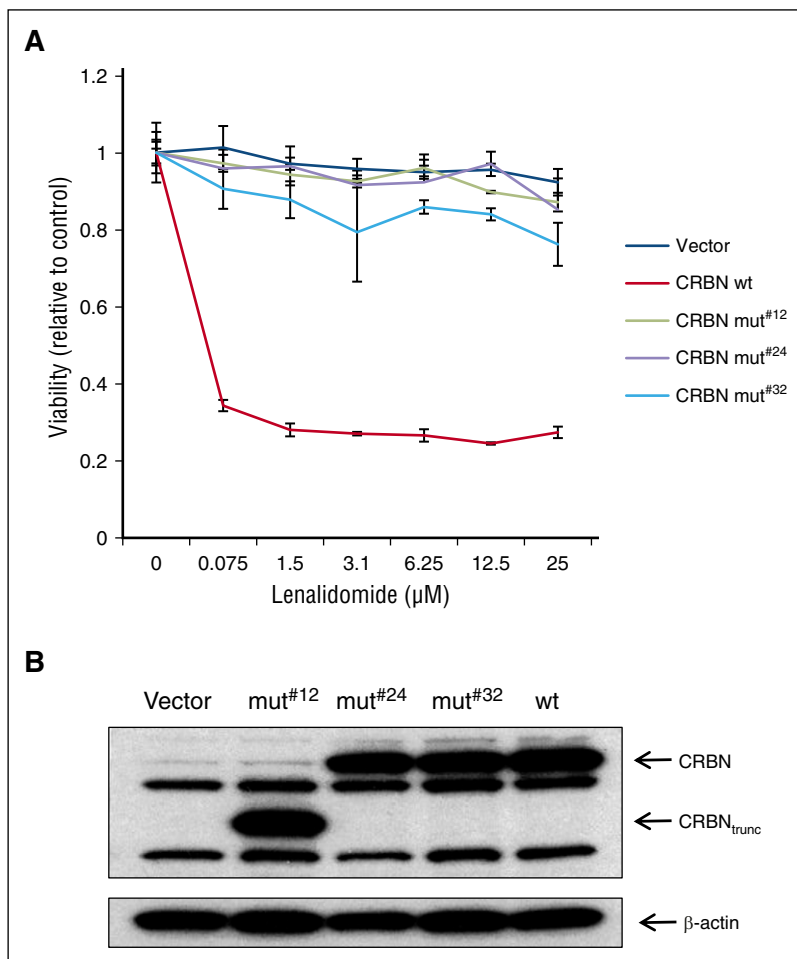 A
1.2
1
0.8
0.6
0.4
0.2
0
Viability (relative to control)
0 0.075 1.5 3.1 6.25 12.5 25
Lenalidomide (µM)
Vector
CRBN wt
CRBN mut#12
CRBN mut#24
CRBN mut#32
B
Vector mut#12 mut#24 mut#32 wt
CRBN
CRBNtrunc
β-actin